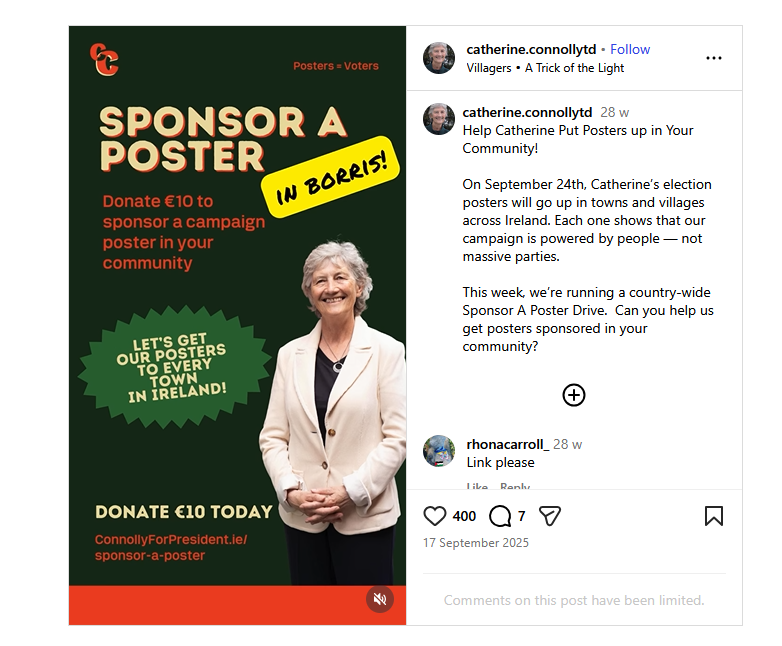 CC
Posters = Voters
SPONSOR A
POSTER
IN BORRIS!
Donate €10 to
sponsor a campaign
poster in your
community
LET'S GET
OUR POSTERS
TO EVERY
TOWN
IN IRELAND!
DONATE €10 TODAY
ConnollyForPresident.ie/
sponsor-a-poster
catherine.connollytd • Follow
Villagers • A Trick of the Light
catherine.connollytd 28 w
Help Catherine Put Posters up in Your
Community!
On September 24th, Catherine’s election
posters will go up in towns and villages
across Ireland. Each one shows that our
campaign is powered by people — not
massive parties.
This week, we’re running a country-wide
Sponsor A Poster Drive.  Can you help us
get posters sponsored in your
community?
rhonacarroll_ 28 w
Link please
Like Reply
400 7
17 September 2025
Comments on this post have been limited.